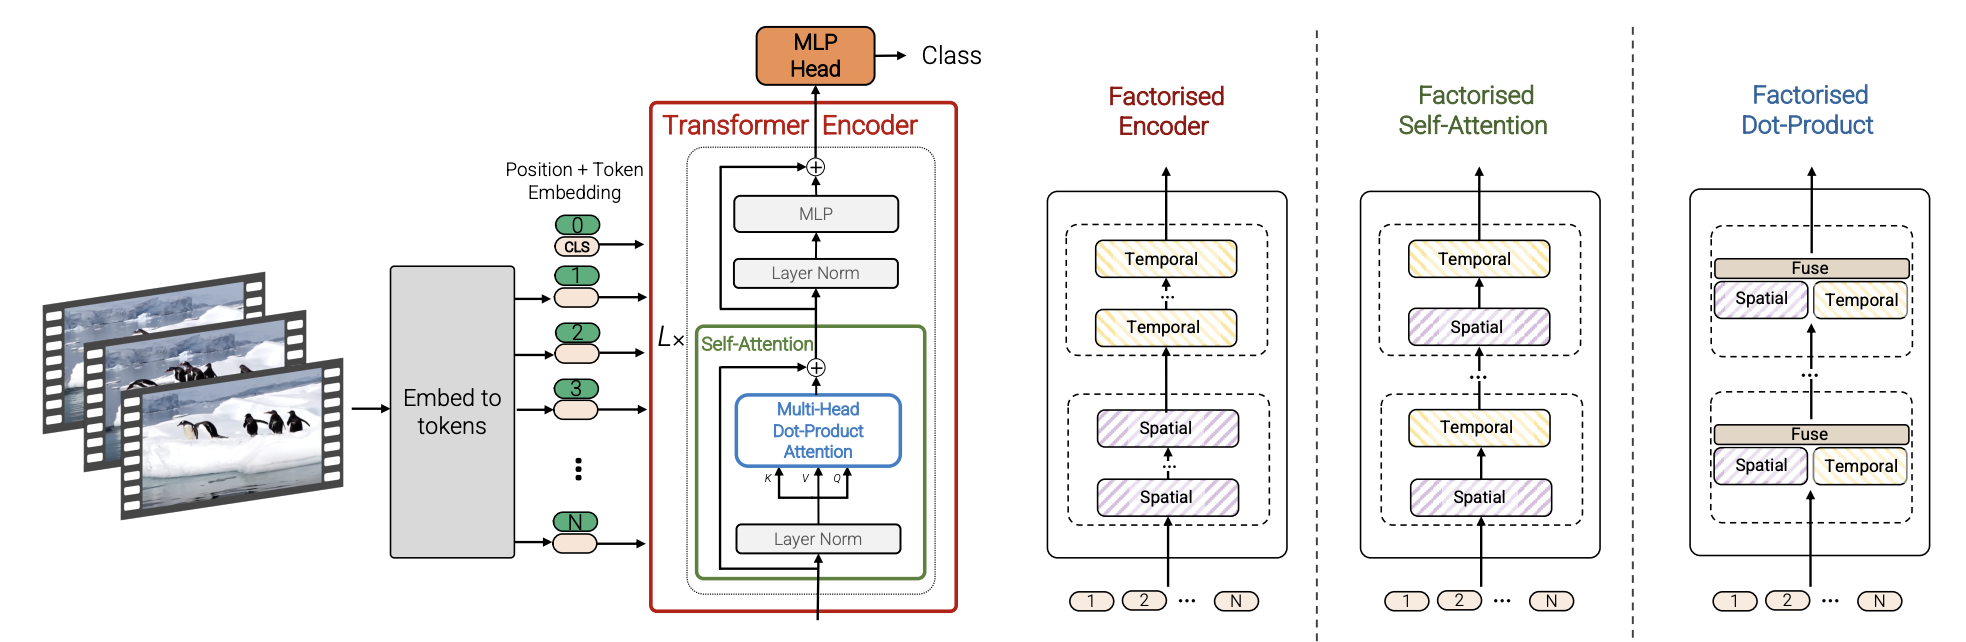 MLP
Head
Class
Transformer Encoder
Position + Token
Embedding
0
CLS
1
2
3
N
Embed to
tokens
L×
MLP
Layer Norm
Self-Attention
Multi-Head
Dot-Product
Attention
K V Q
Layer Norm
Factorised
Encoder
Temporal
...
Temporal
Spatial
...
Spatial
1 2 ... N
Factorised
Self-Attention
Temporal
Spatial
...
Temporal
Spatial
1 2 ... N
Factorised
Dot-Product
Fuse
Spatial Temporal
...
Fuse
Spatial Temporal
1 2 ... N